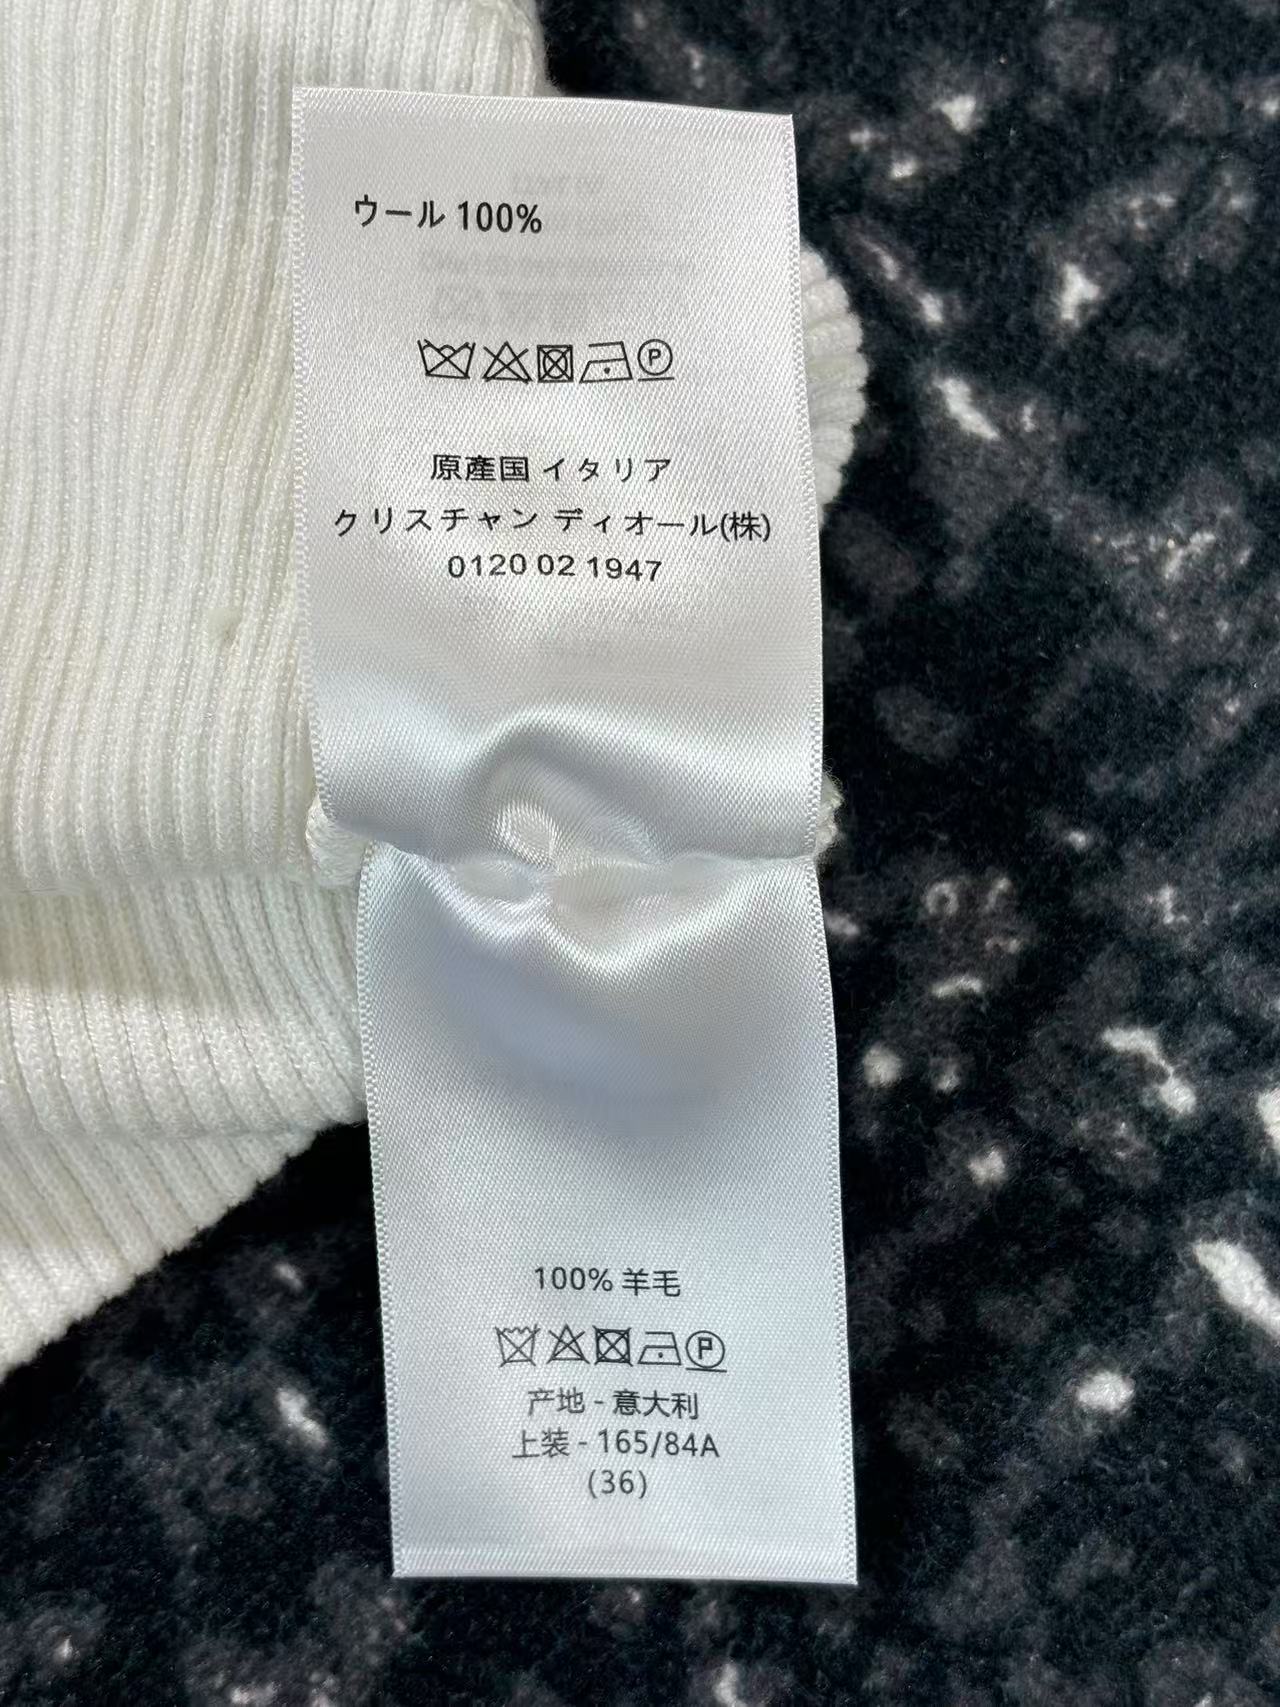 ウール 100%
P
原産国 イタリア
クリスチャン ディオール(株)
0120 02 1947
100% 羊毛
P
产地 - 意大利
上装 - 165/84A
(36)